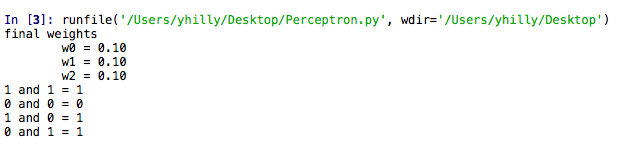 In [3]: runfile('/Users/yhilly/Desktop/Perceptron.py', wdir='/Users/yhilly/Desktop')
final weights
        w0 = 0.10
        w1 = 0.10
        w2 = 0.10
1 and 1 = 1
0 and 0 = 0
1 and 0 = 1
0 and 1 = 1